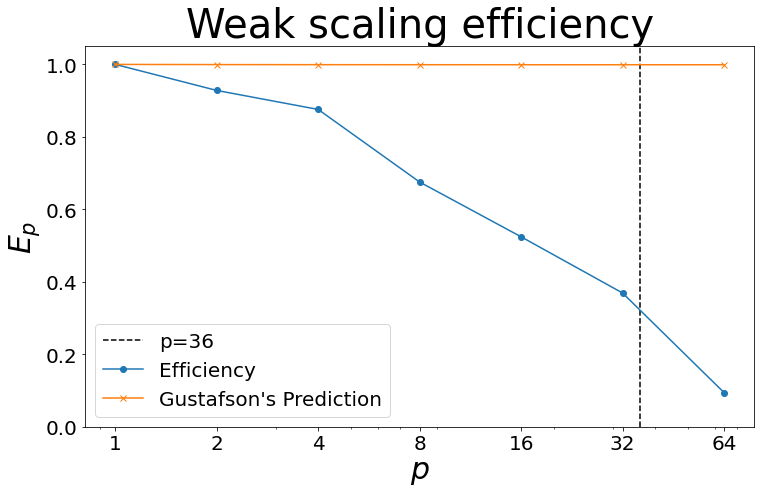 Weak scaling efficiency
1.0
0.8
0.6
0.4
0.2
0.0
E_p
p=36
Efficiency
Gustafson's Prediction
1 2 4 8 16 32 64
p